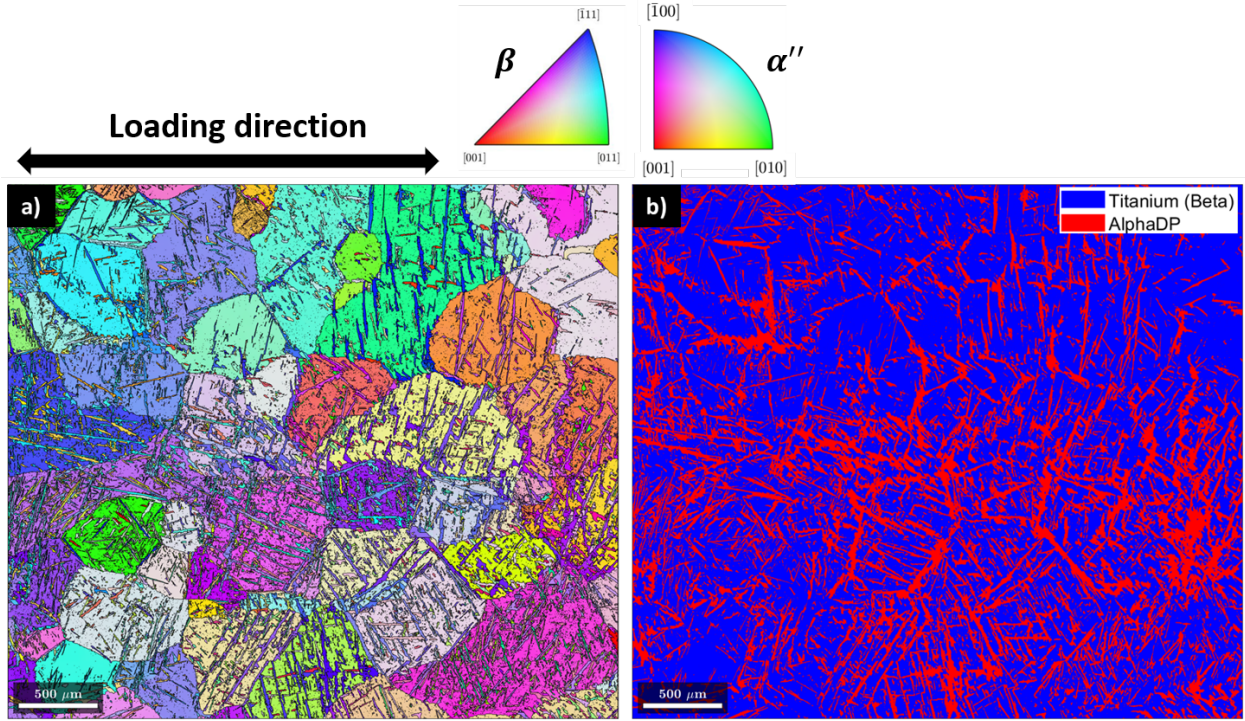 [1̄11]
[1̄00]
β
α′′
Loading direction
[001]
[011]
[001]
[010]
a)
b)
Titanium (Beta)
AlphaDP
500 μm
500 μm